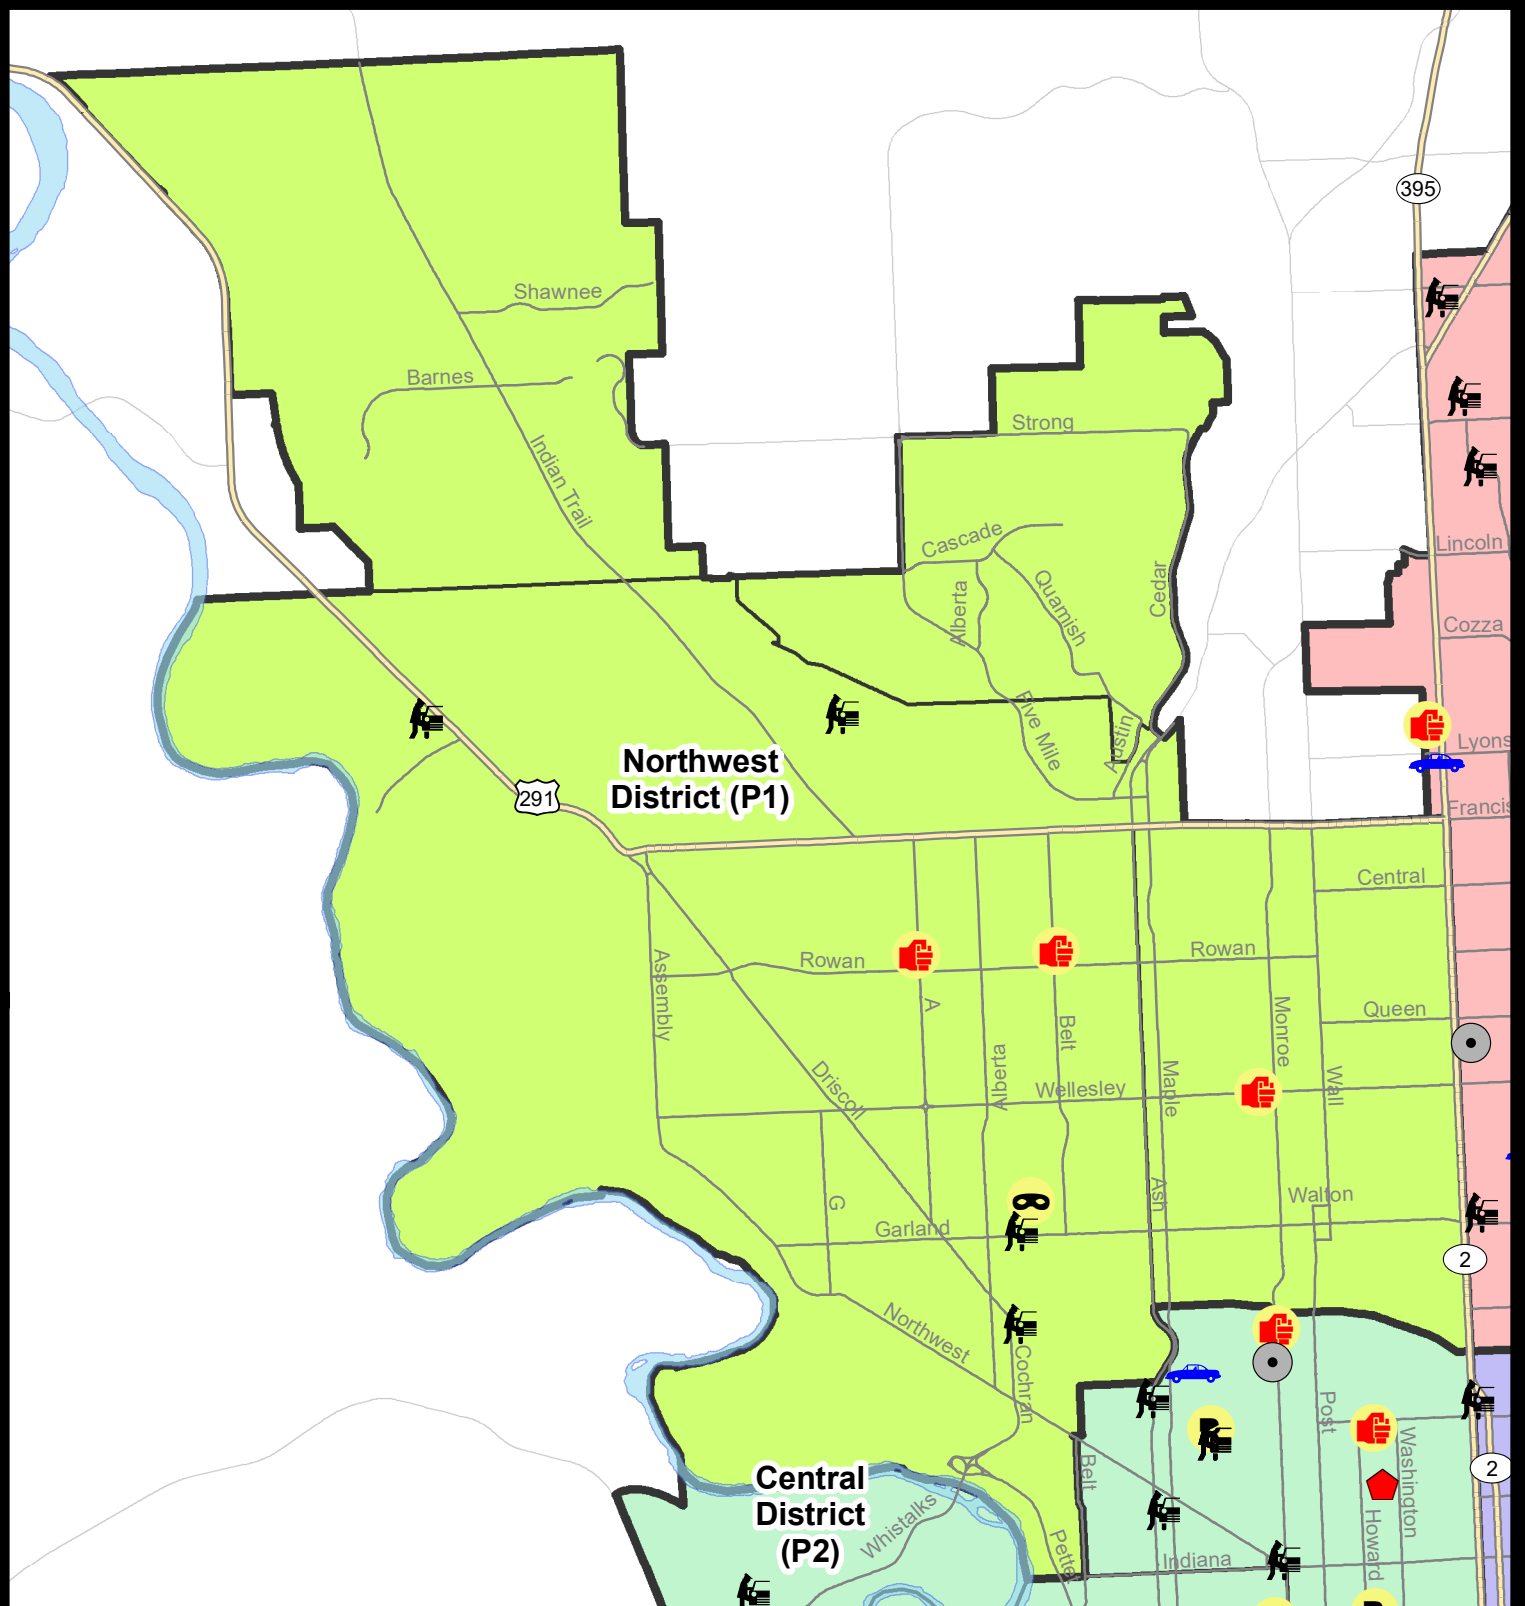 395
Shawnee
Barnes
Strong
Indian Trail
Cascade
Lincoln
Alberta
Quamish
Cedar
Cozza
Five Mile
Austin
Lyons
Northwest
District (P1)
291
Francis
Central
Assembly
Rowan
Rowan
A
Belt
Monroe
Queen
Driscoll
Alberta
Wellesley
Maple
Wall
G
Ash
Walton
Garland
2
Northwest
Cochran
Post
Washington
Belt
2
Central
District
(P2)
Whistalks
Pettet
Indiana
Howard